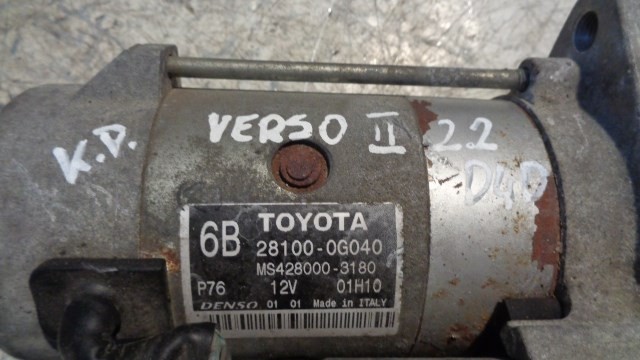 K.D. VERSO II 2.2
D4D
6B TOYOTA
28100-0G040
MS428000-3180
P76 12V 01H10
DENSO 01 01 Made in ITALY